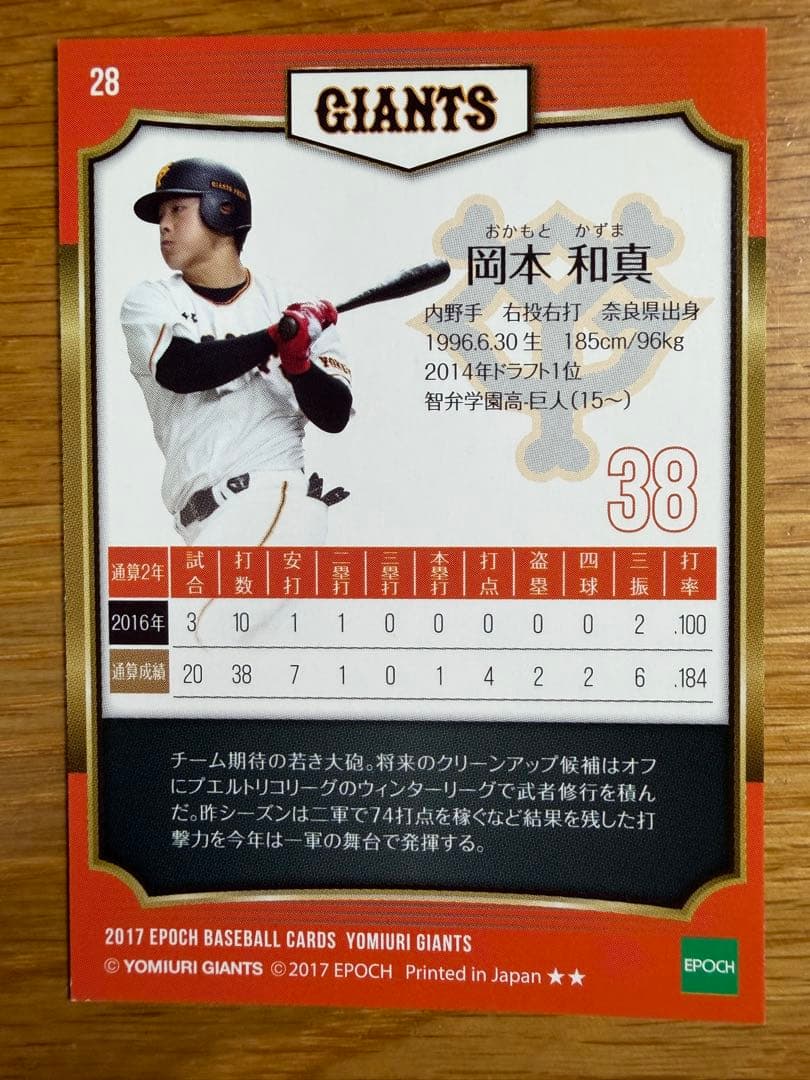 28
GIANTS
おかもと かずま
岡本 和真
内野手 右投右打 奈良県出身
1996.6.30生 185cm/96kg
2014年ドラフト1位
智弁学園高-巨人(15〜)
38
通算2年 試合 打数 安打 二塁打 三塁打 本塁打 打点 盗塁 四球 三振 打率
2016年 3 10 1 1 0 0 0 0 0 2 .100
通算成績 20 38 7 1 0 1 4 2 2 6 .184
チーム期待の若き大砲。将来のクリーンアップ候補はオフ
にプエルトリコリーグのウィンターリーグで武者修行を積ん
だ。昨シーズンは二軍で74打点を稼ぐなど結果を残した打
撃力を今年は一軍の舞台で発揮する。
2017 EPOCH BASEBALL CARDS YOMIURI GIANTS
© YOMIURI GIANTS ©2017 EPOCH Printed in Japan ★★
EPOCH